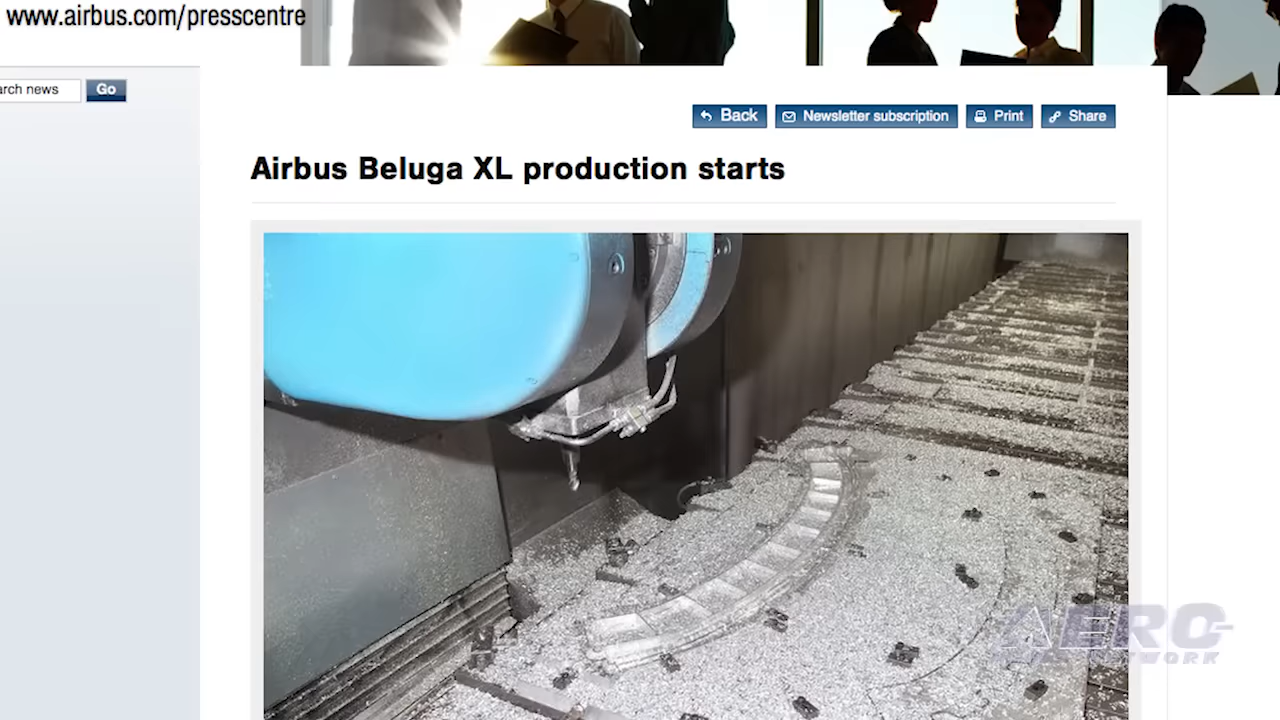 www.airbus.com/presscentre
arch news
Go
Back
Newsletter subscription
Print
Share
Airbus Beluga XL production starts
AERO
NETWORK